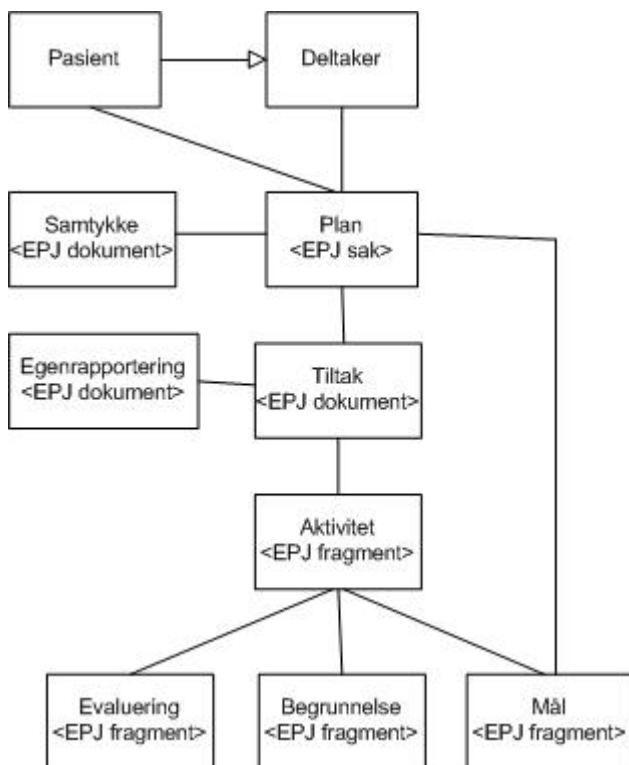 Pasient
Deltaker
Samtykke
<EPJ dokument>
Plan
<EPJ sak>
Egenrapportering
<EPJ dokument>
Tiltak
<EPJ dokument>
Aktivitet
<EPJ fragment>
Evaluering
<EPJ fragment>
Begrunnelse
<EPJ fragment>
Mål
<EPJ fragment>